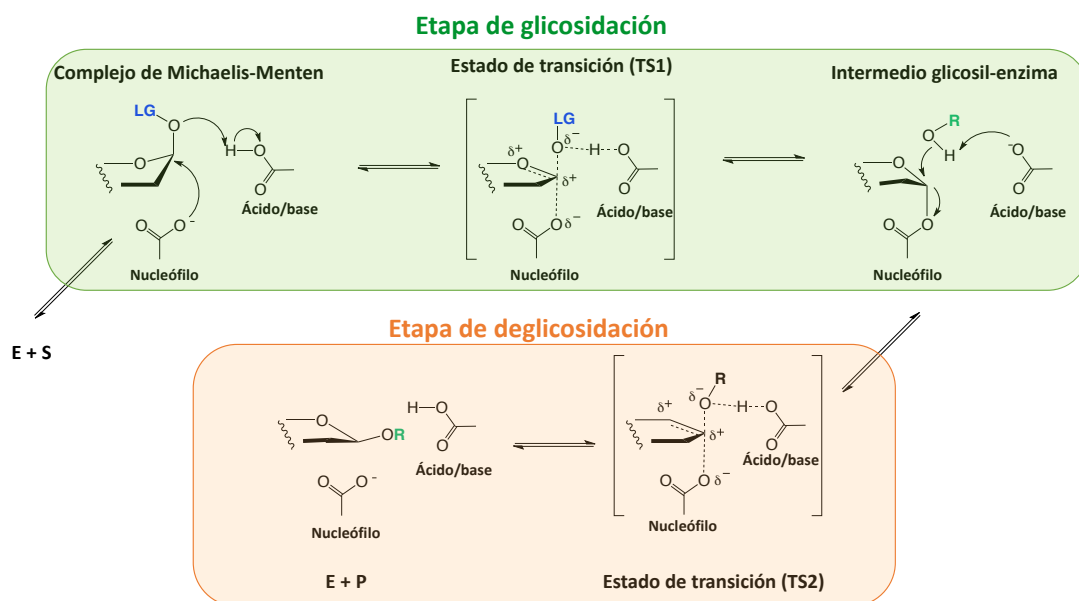 Etapa de glicosidación
Complejo de Michaelis-Menten
Estado de transición (TS1)
Intermedio glicosil-enzima
LG
O
H
O
O
O
Ácido/base
O
O-
Nucleófilo
LG
O
δ−
H
O
δ+
O
δ+
O
Ácido/base
O
O
δ−
Nucleófilo
R
O
H
-O
O
O
Ácido/base
O
O
Nucleófilo
E + S
Etapa de deglicosidación
H
O
O
OR
O
Ácido/base
O
O -
Nucleófilo
E + P
R
δ−
O
H
O
δ+
δ+
O
Ácido/base
O
O
δ−
Nucleófilo
Estado de transición (TS2)